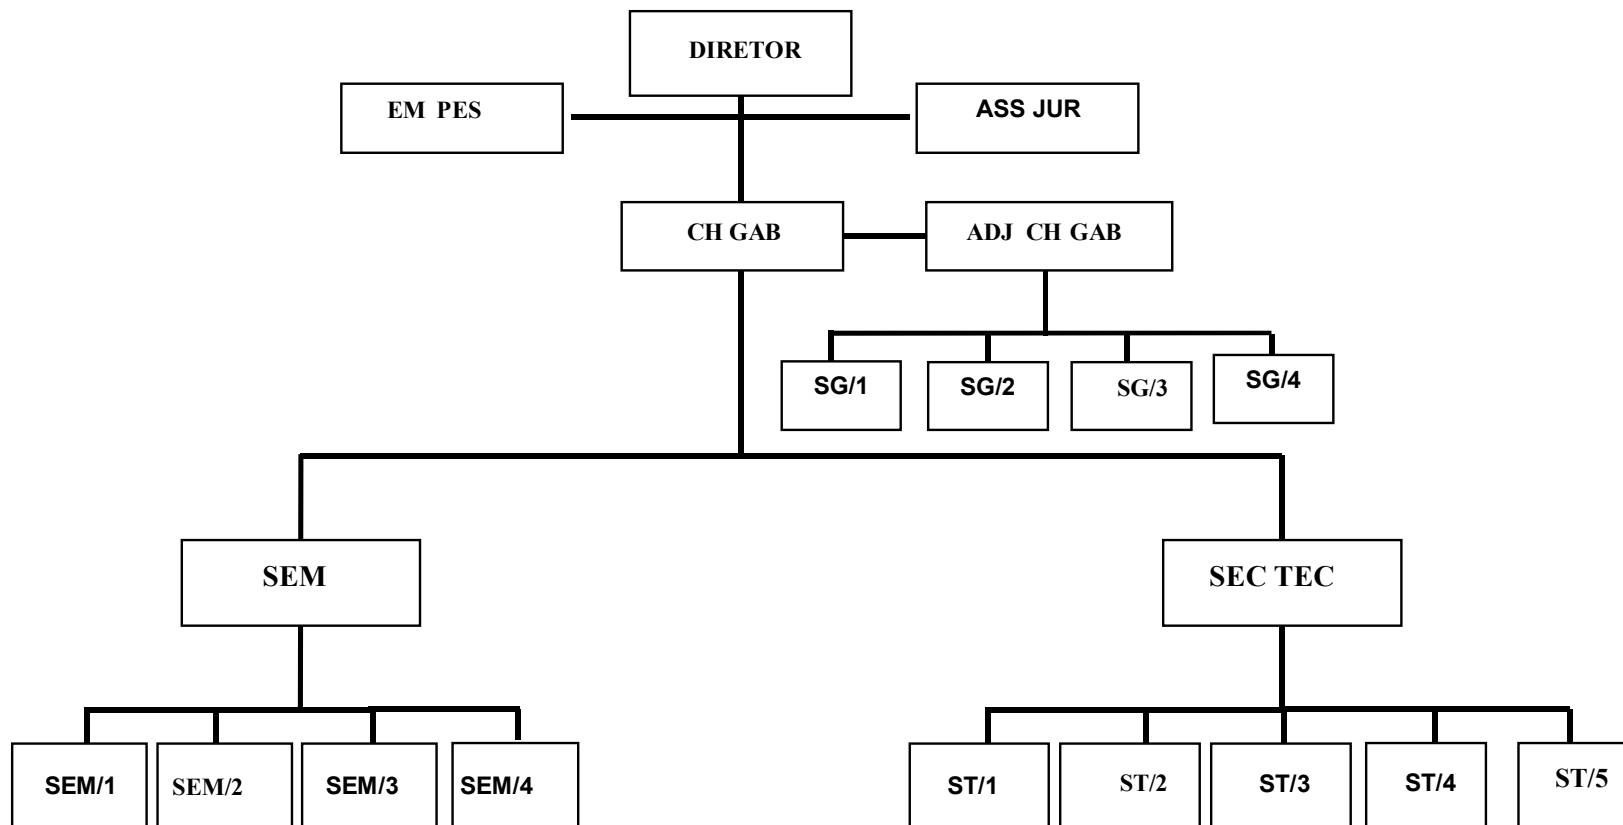 DIRETOR
EM PES
ASS JUR
CH GAB
ADJ CH GAB
SG/1
SG/2
SG/3
SG/4
SEM
SEC TEC
SEM/1
SEM/2
SEM/3
SEM/4
ST/1
ST/2
ST/3
ST/4
ST/5